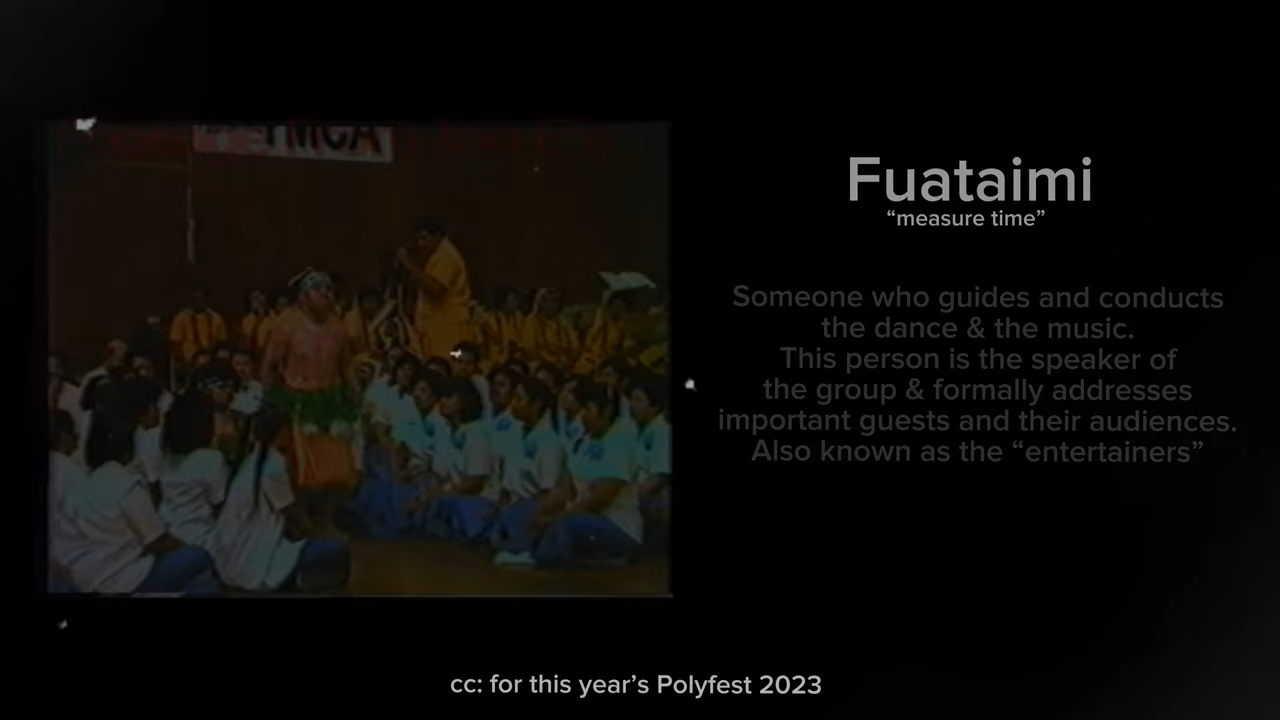 YMCA
Fuataimi
“measure time”
Someone who guides and conducts
the dance & the music.
This person is the speaker of
the group & formally addresses
important guests and their audiences.
Also known as the “entertainers”
cc: for this year’s Polyfest 2023